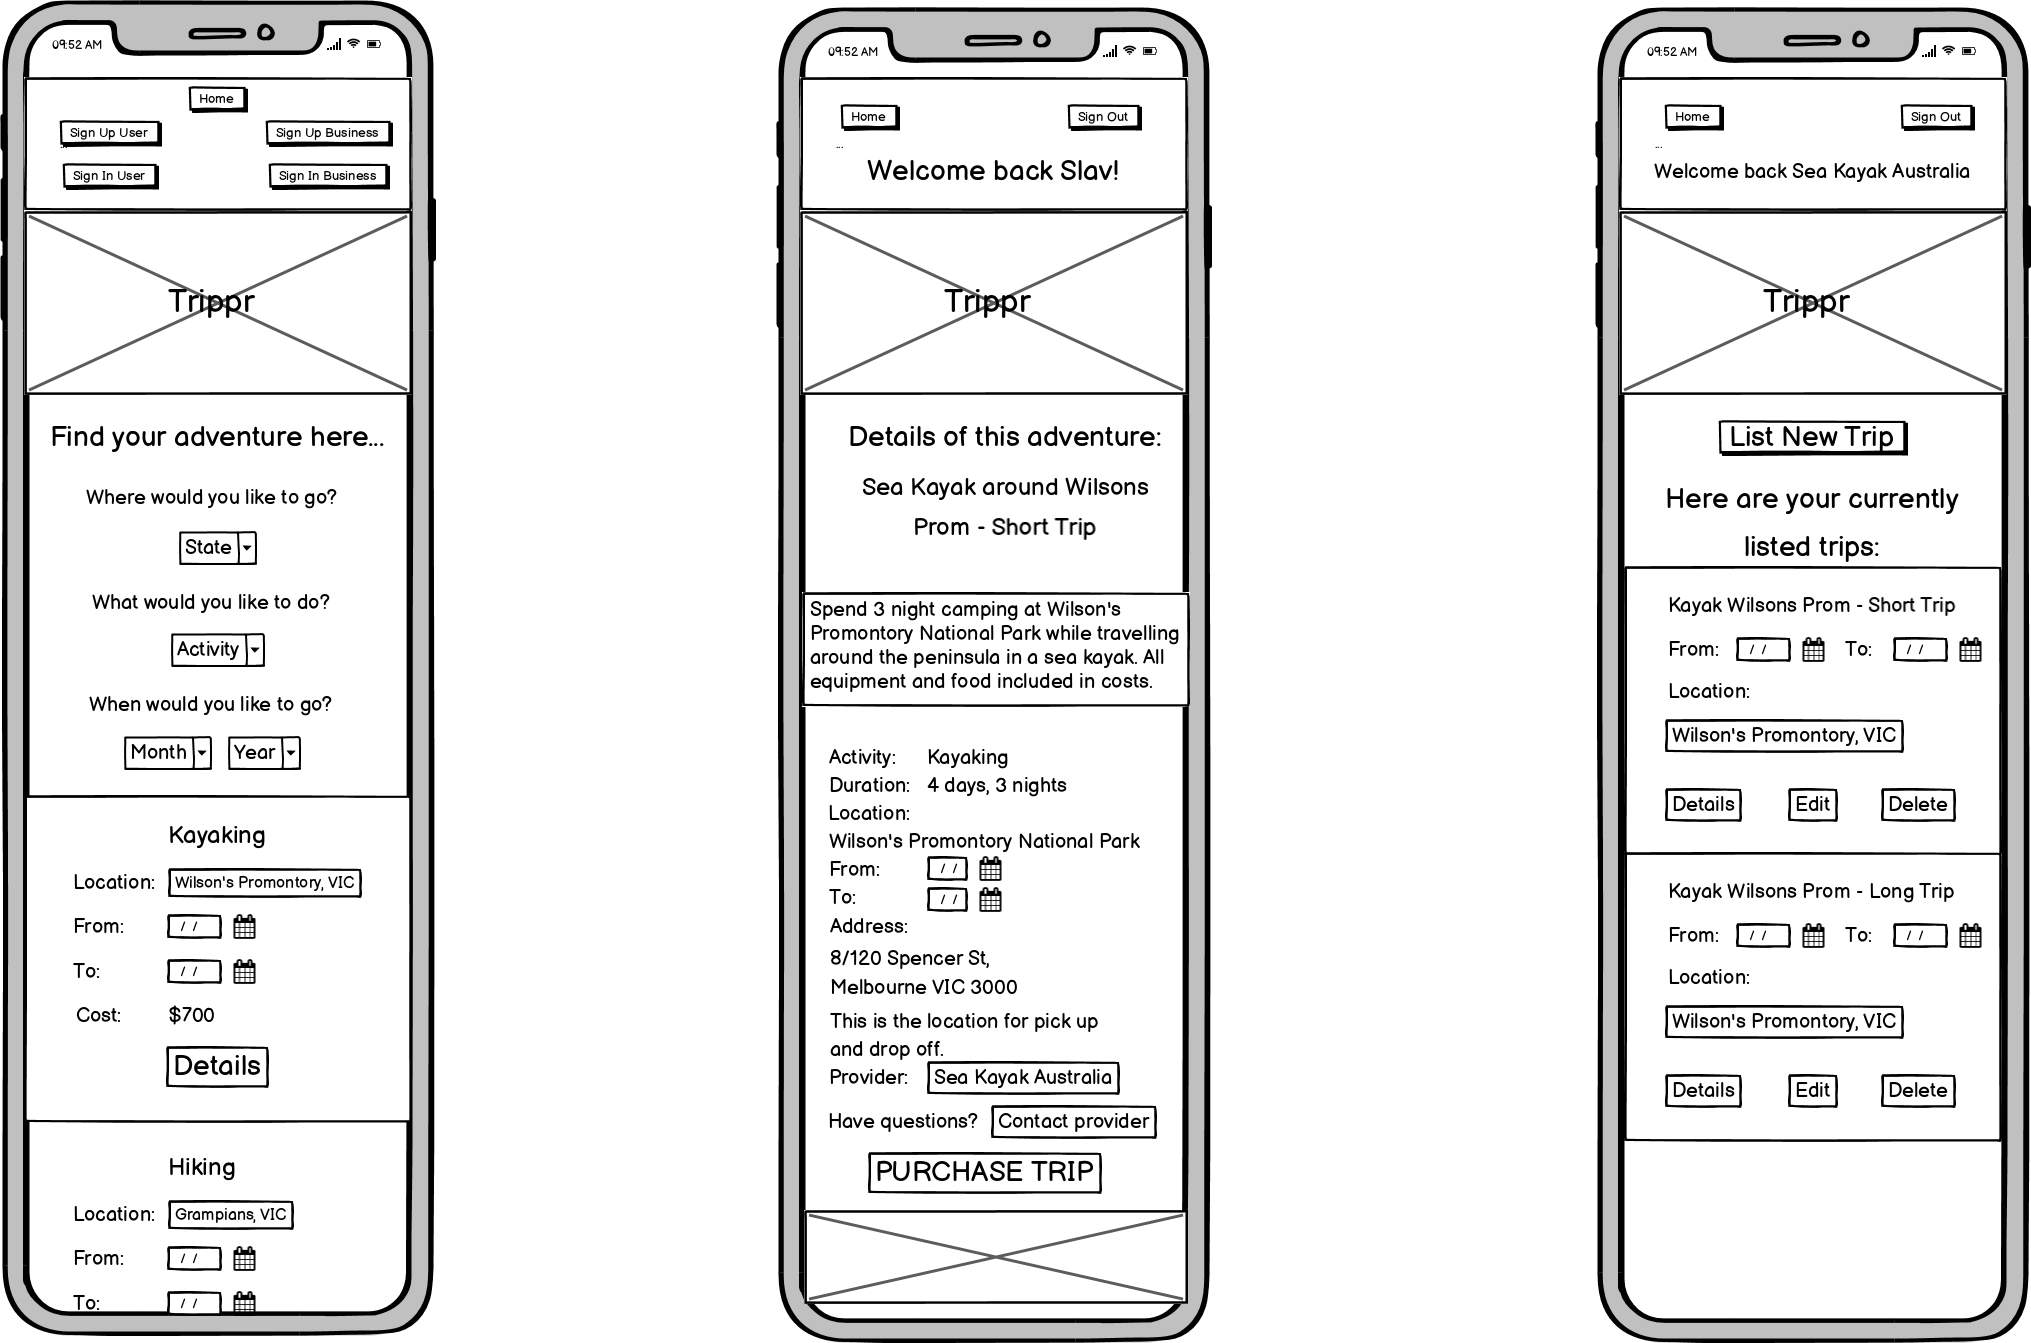 09:52 AM
Home
Sign Up User
Sign Up Business
...
Sign In User
Sign In Business
Trippr
Find your adventure here...
Where would you like to go?
State
What would you like to do?
Activity
When would you like to go?
Month Year
Kayaking
Location: Wilson's Promontory, VIC
From: / /
To: / /
Cost: $700
Details
Hiking
Location: Grampians, VIC
From: / /
To: / /
09:52 AM
Home
Sign Out
...
Welcome back Slav!
Trippr
Details of this adventure:
Sea Kayak around Wilsons
Prom - Short Trip
Spend 3 night camping at Wilson's
Promontory National Park while travelling
around the peninsula in a sea kayak. All
equipment and food included in costs.
Activity: Kayaking
Duration: 4 days, 3 nights
Location:
Wilson's Promontory National Park
From: / /
To: / /
Address:
8/120 Spencer St,
Melbourne VIC 3000
This is the location for pick up
and drop off.
Provider: Sea Kayak Australia
Have questions? Contact provider
PURCHASE TRIP
09:52 AM
Home
Sign Out
...
Welcome back Sea Kayak Australia
Trippr
List New Trip
Here are your currently
listed trips:
Kayak Wilsons Prom - Short Trip
From: / / To: / /
Location:
Wilson's Promontory, VIC
Details Edit Delete
Kayak Wilsons Prom - Long Trip
From: / / To: / /
Location:
Wilson's Promontory, VIC
Details Edit Delete